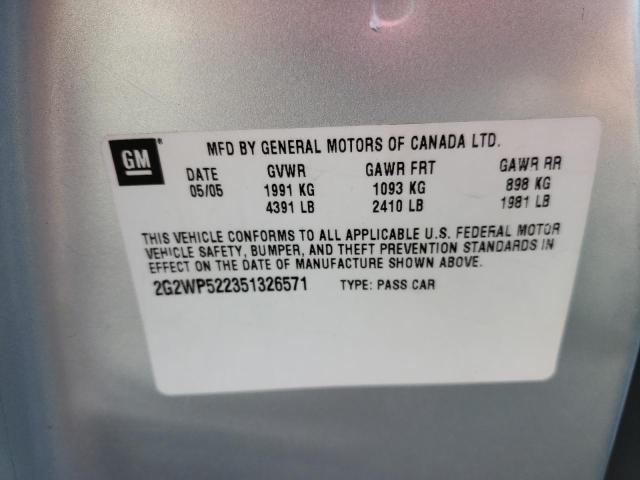 GM
MFD BY GENERAL MOTORS OF CANADA LTD.
DATE GVWR GAWR FRT GAWR RR
05/05 1991 KG 1093 KG 898 KG
4391 LB 2410 LB 1981 LB
THIS VEHICLE CONFORMS TO ALL APPLICABLE U.S. FEDERAL MOTOR
VEHICLE SAFETY, BUMPER, AND THEFT PREVENTION STANDARDS IN
EFFECT ON THE DATE OF MANUFACTURE SHOWN ABOVE.
2G2WP522351326571 TYPE: PASS CAR